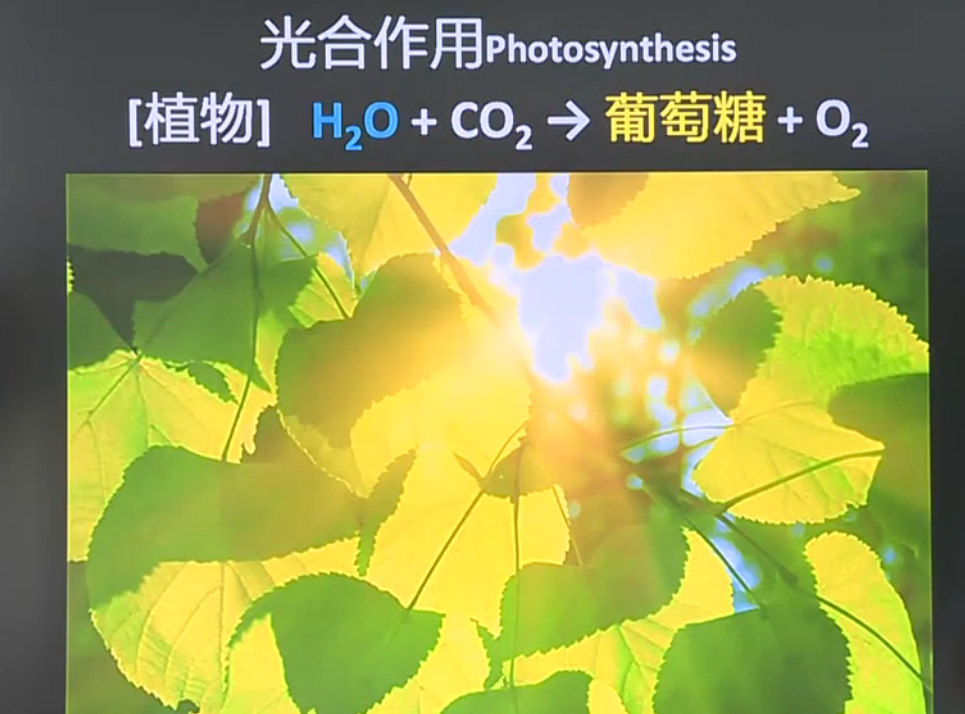 光合作用Photosynthesis
[植物] H₂O + CO₂ → 葡萄糖 + O₂